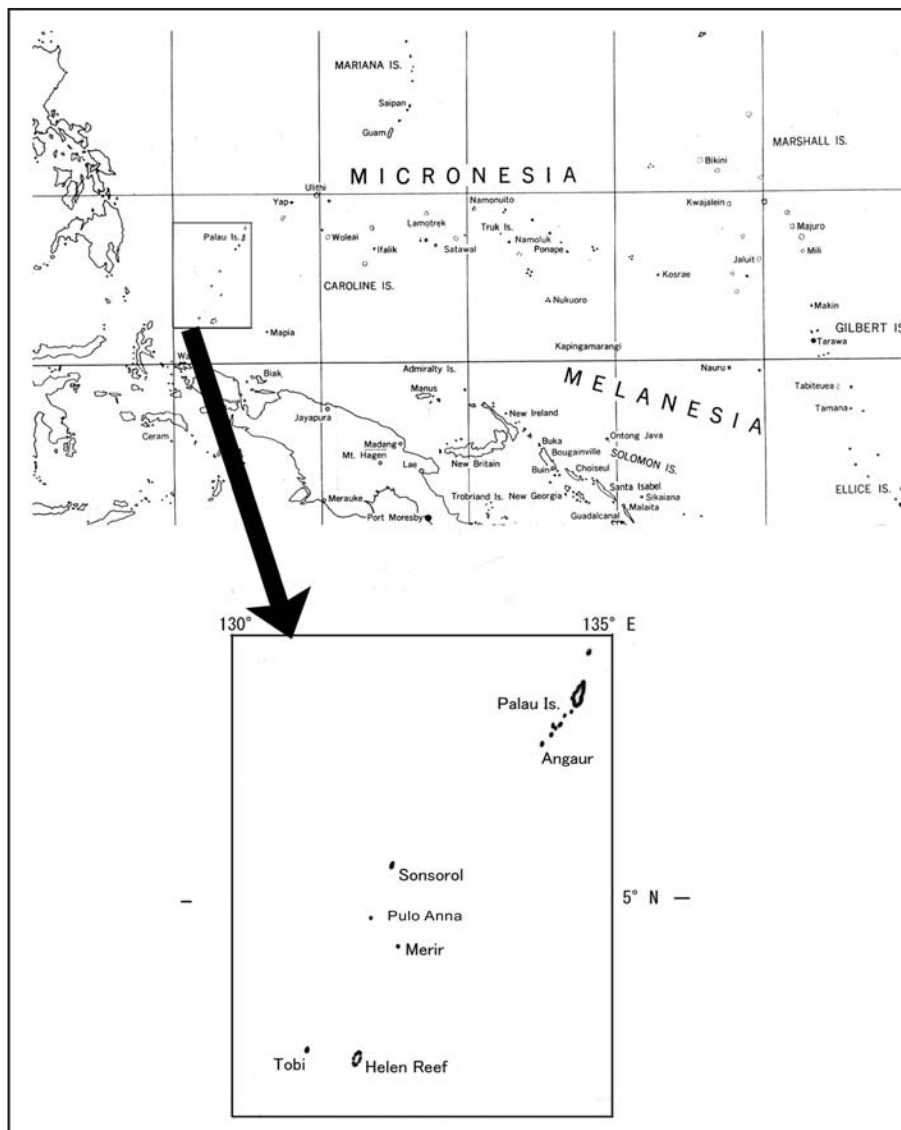 MARIANA IS.
Saipan
Guam
MARSHALL IS.
Bikini
MICRONESIA
Ulithi
Yap
Namonuito
Kwajalein
Lamotrek
Truk Is.
Majuro
Palau Is.
Woleai
Ifalik
Satawal
Namoluk
Ponape
Mili
Jaluit
Kosrae
CAROLINE IS.
Nukuoro
Makin
GILBERT IS
Mapia
Tarawa
Kapingamarangi
Wa
Biak
Admiralty Is.
Manus
MELANESIA
Nauru
Tabiteuea
Tamana
Jayapura
New Ireland
Ceram
Madang
Mt. Hagen
Lae
New Britain
Buka
Bougainville
Buin
Ontong Java
Choiseul
SOLOMON IS.
Santa Isabel
Sikaiana
ELLICE IS.
Merauke
Port Moresby
Trobriand Is.
New Georgia
Malaita
Guadalcanal
130°
135° E
Palau Is.
Angaur
Sonsorol
5° N
Pulo Anna
Merir
Tobi
Helen Reef